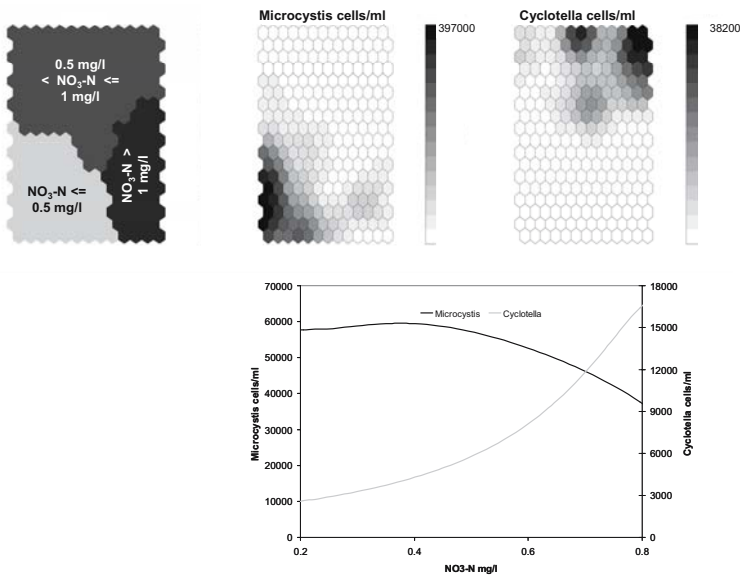 Microcystis cells/ml
Cyclotella cells/ml
397000
38200
0.5 mg/l
< NO₃-N <=
1 mg/l
NO₃-N >
1 mg/l
NO₃-N <=
0.5 mg/l
70000
60000
50000
40000
30000
20000
10000
0
Microcystis cells/ml
Microcystis
Cyclotella
18000
15000
12000
9000
6000
3000
0
Cyclotella cells/ml
0.2
0.4
0.6
0.8
NO3-N mg/l